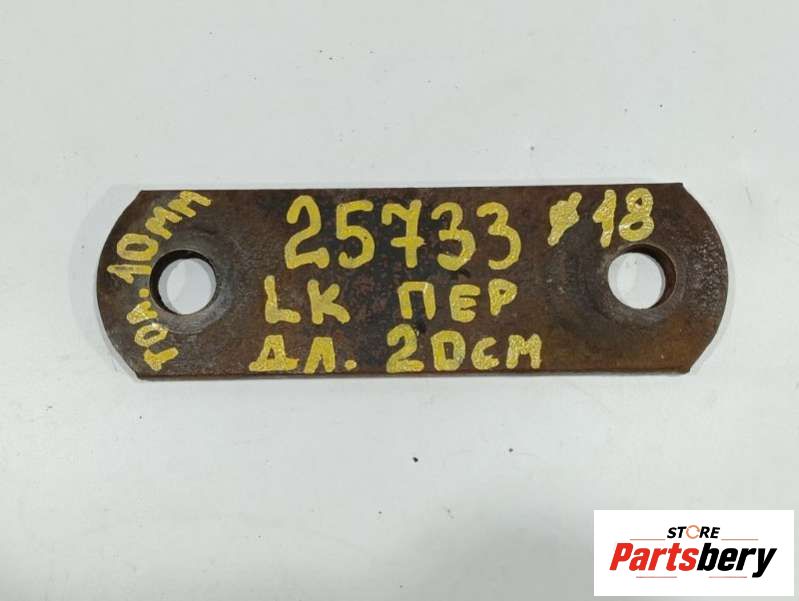 тол. 10мм
25733
ø18
LK ПЕР
ДЛ. 20см
STORE
Partsbery